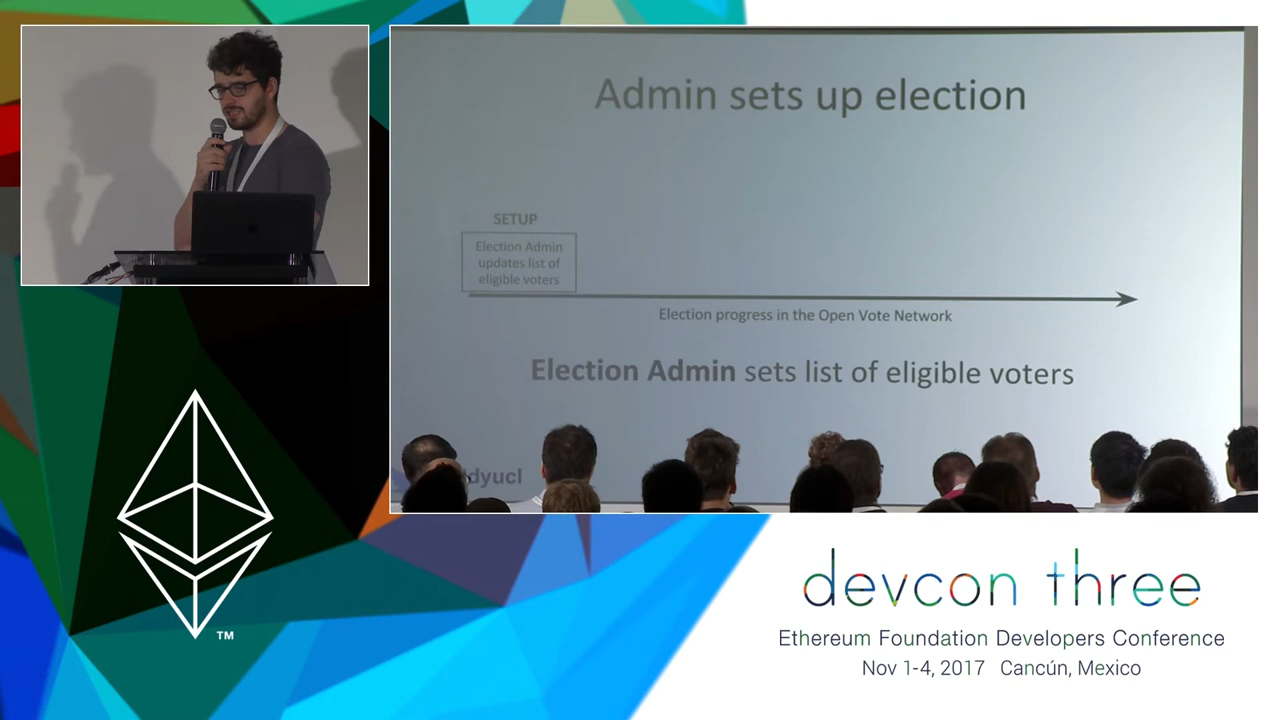 Admin sets up election
SETUP
Election Admin
updates list of
eligible voters
Election progress in the Open Vote Network
Election Admin sets list of eligible voters
dyucl
TM
devcon three
Ethereum Foundation Developers Conference
Nov 1-4, 2017 Cancún, Mexico